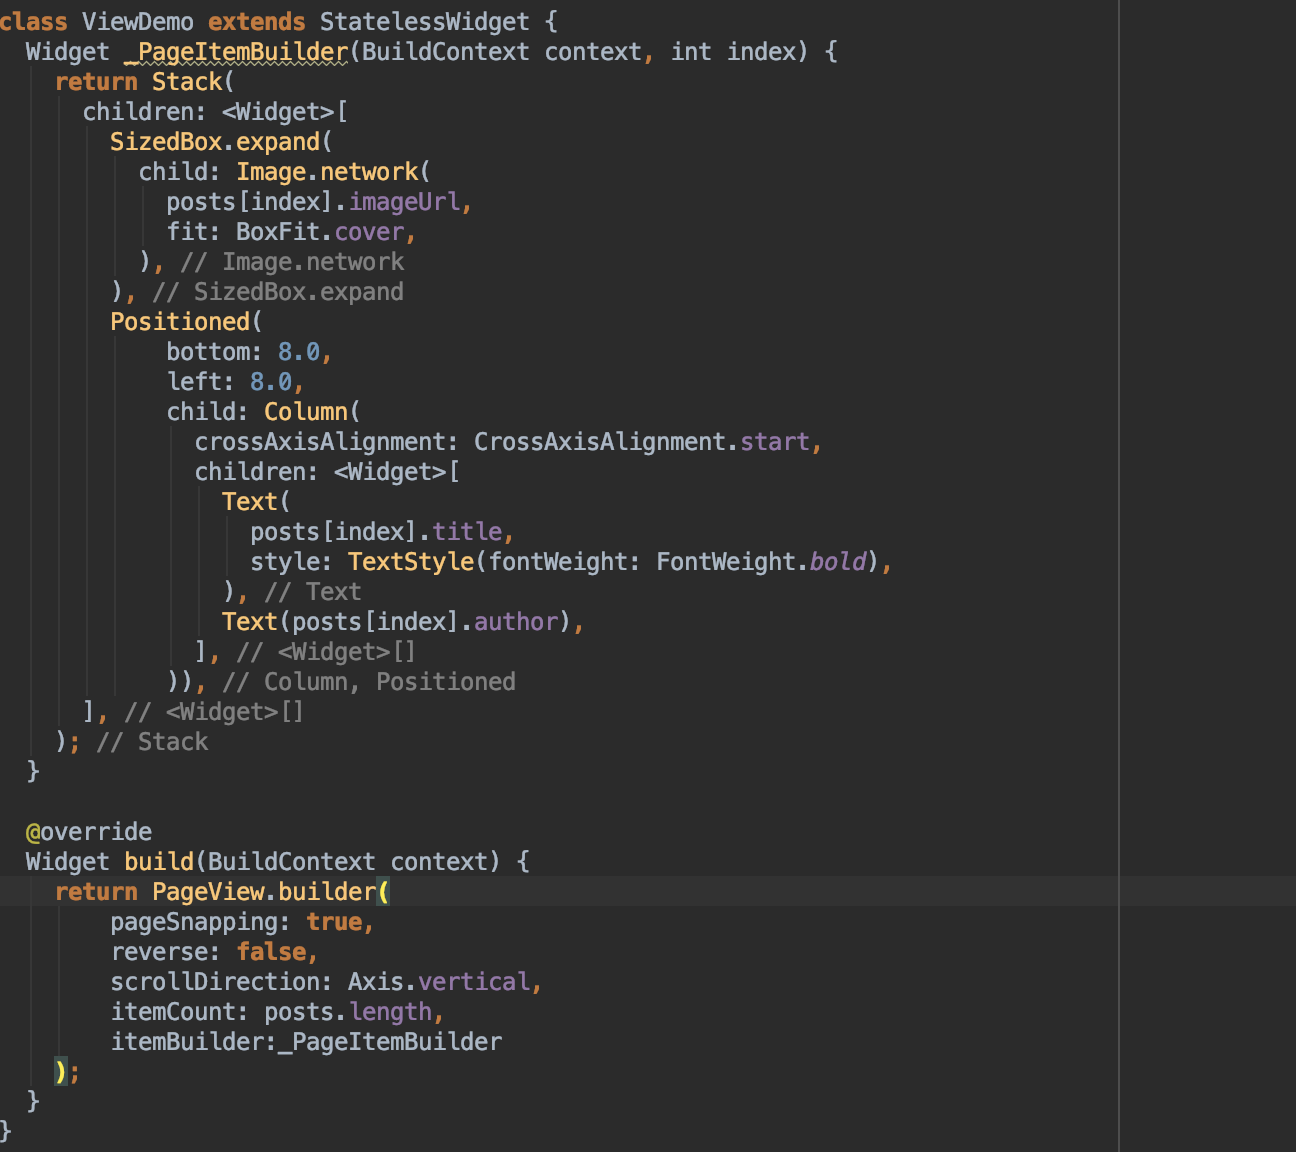 class ViewDemo extends StatelessWidget {
  Widget _PageItemBuilder(BuildContext context, int index) {
    return Stack(
      children: <Widget>[
        SizedBox.expand(
          child: Image.network(
            posts[index].imageUrl,
            fit: BoxFit.cover,
          ), // Image.network
        ), // SizedBox.expand
        Positioned(
            bottom: 8.0,
            left: 8.0,
            child: Column(
              crossAxisAlignment: CrossAxisAlignment.start,
              children: <Widget>[
                Text(
                  posts[index].title,
                  style: TextStyle(fontWeight: FontWeight.bold),
                ), // Text
                Text(posts[index].author),
              ], // <Widget>[]
            )), // Column, Positioned
      ], // <Widget>[]
    ); // Stack
  }

  @override
  Widget build(BuildContext context) {
    return PageView.builder(
        pageSnapping: true,
        reverse: false,
        scrollDirection: Axis.vertical,
        itemCount: posts.length,
        itemBuilder:_PageItemBuilder
    );
  }
}